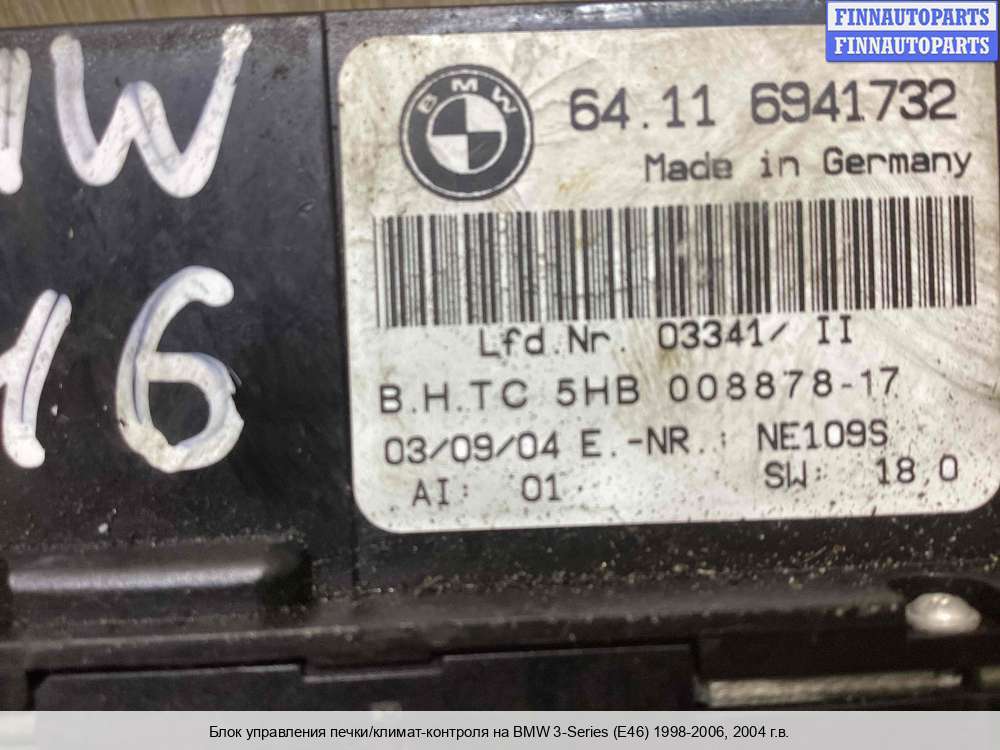 FINNAUTOPARTS
FINNAUTOPARTS
BMW
64.11 6941732
Made in Germany
Lfd.Nr. 03341/ II
B.H.TC 5HB 008878-17
03/09/04 E.-NR.: NE109S
AI: 01 SW: 18.0
W
6
Блок управления печки/климат-контроля на BMW 3-Series (E46) 1998-2006, 2004 г.в.